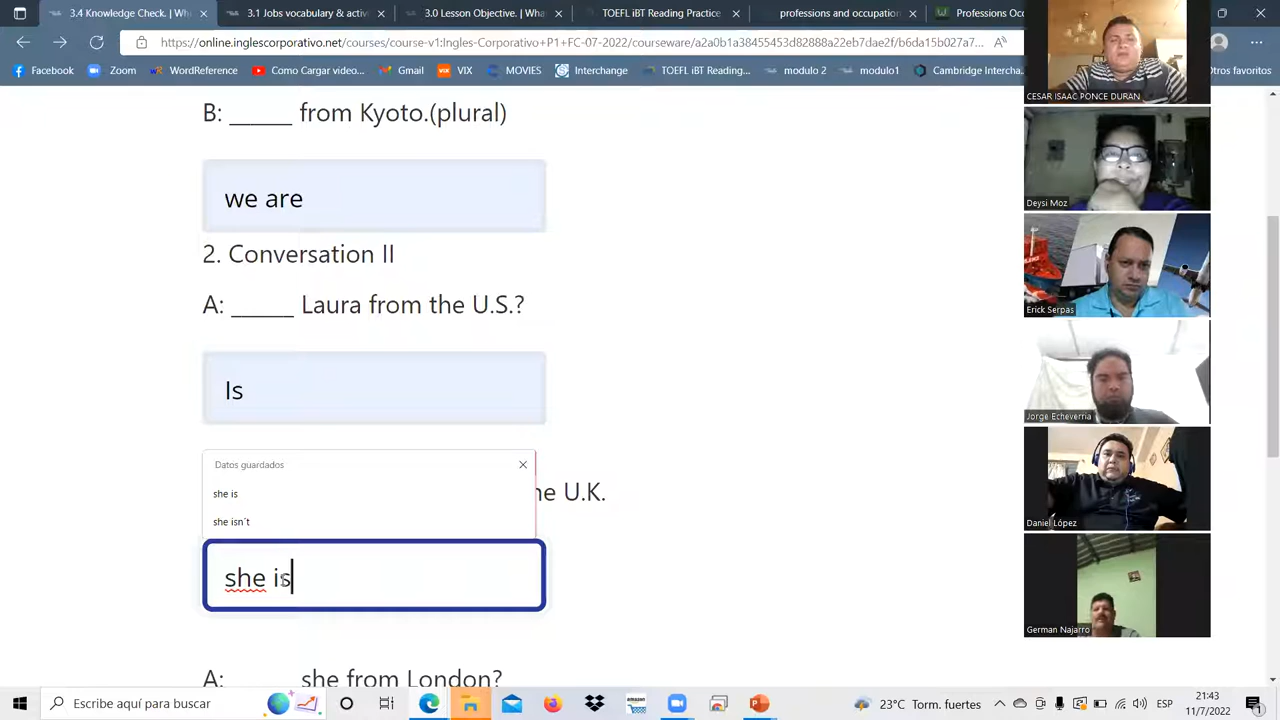 3.4 Knowledge Check. | Wha
3.1 Jobs vocabulary & active
3.0 Lesson Objective. | What
TOEFL iBT Reading Practice
professions and occupation
Professions Occ
https://online.inglescorporativo.net/courses/course-v1:Ingles-Corporativo+P1+FC-07-2022/courseware/a2a0b1a38455453d82888a22eb7dae2f/b6da15b027a7...
Facebook
Zoom
WordReference
Como Cargar video...
Gmail
VIX
MOVIES
Interchange
TOEFL iBT Reading...
modulo 2
modulo1
Cambridge Intercha
Otros favoritos
B: ______ from Kyoto.(plural)
we are
2. Conversation II
A: ______ Laura from the U.S.?
Is
Datos guardados
she is
she isn´t
he U.K.
she is
A: ______ she from London?
CESAR ISAAC PONCE DURAN
Deysi Moz
Erick Serpas
Jorge Echeverria
Daniel López
German Najarro
Escribe aquí para buscar
23°C Torm. fuertes
ESP
21:43
11/7/2022
1